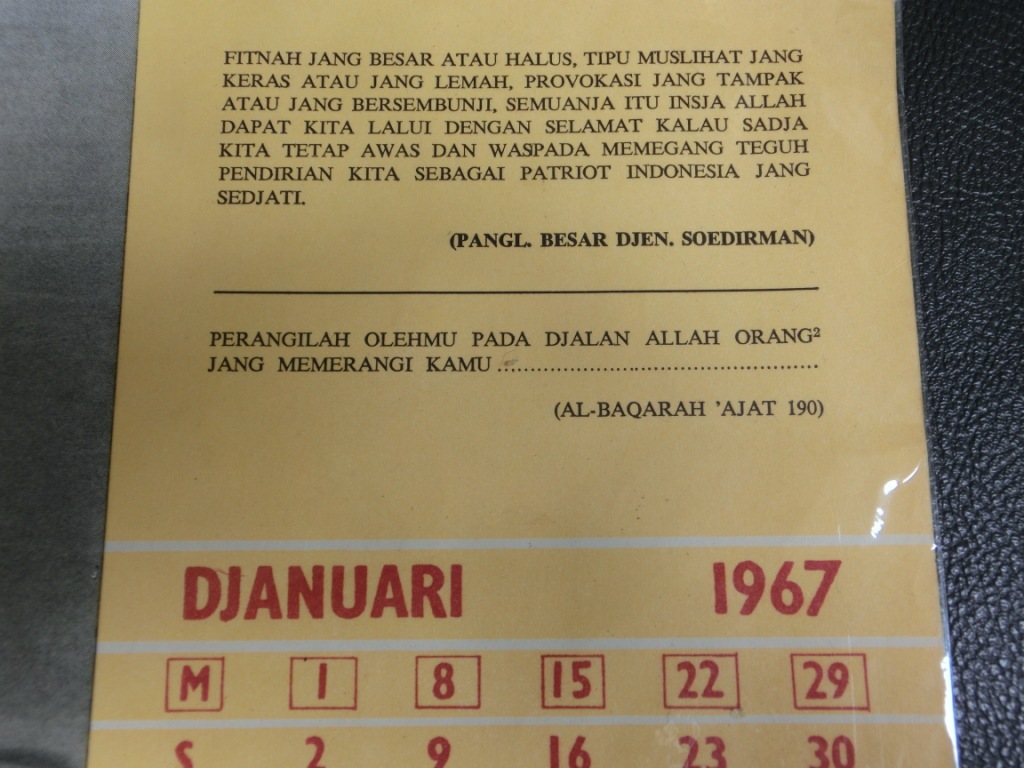 FITNAH JANG BESAR ATAU HALUS, TIPU MUSLIHAT JANG
KERAS ATAU JANG LEMAH, PROVOKASI JANG TAMPAK
ATAU JANG BERSEMBUNJI, SEMUANJA ITU INSJA ALLAH
DAPAT KITA LALUI DENGAN SELAMAT KALAU SADJA
KITA TETAP AWAS DAN WASPADA MEMEGANG TEGUH
PENDIRIAN KITA SEBAGAI PATRIOT INDONESIA JANG
SEDJATI.
(PANGL. BESAR DJEN. SOEDIRMAN)
PERANGILAH OLEHMU PADA DJALAN ALLAH ORANG²
JANG MEMERANGI KAMU ..................................................
(AL-BAQARAH 'AJAT 190)
DJANUARI 1967
M 1 8 15 22 29
S 2 9 16 23 30